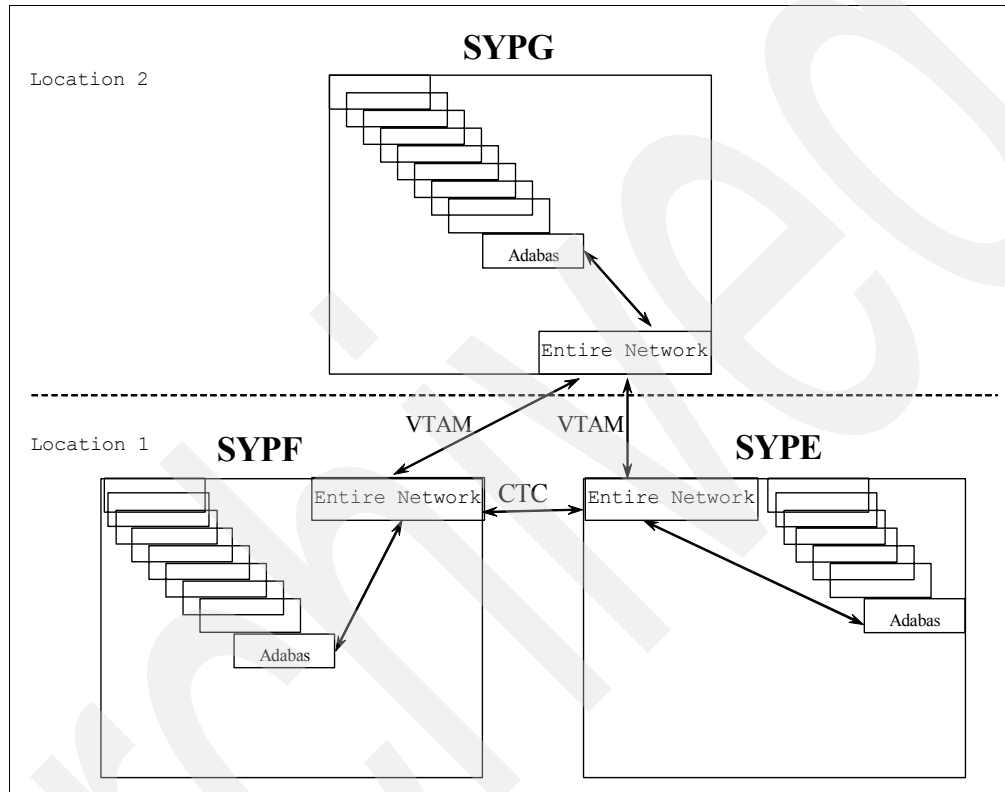 SYPG
Location 2
Adabas
Entire Network
VTAM
VTAM
Location 1
SYPF
SYPE
Entire Network
CTC
Entire Network
Adabas
Adabas